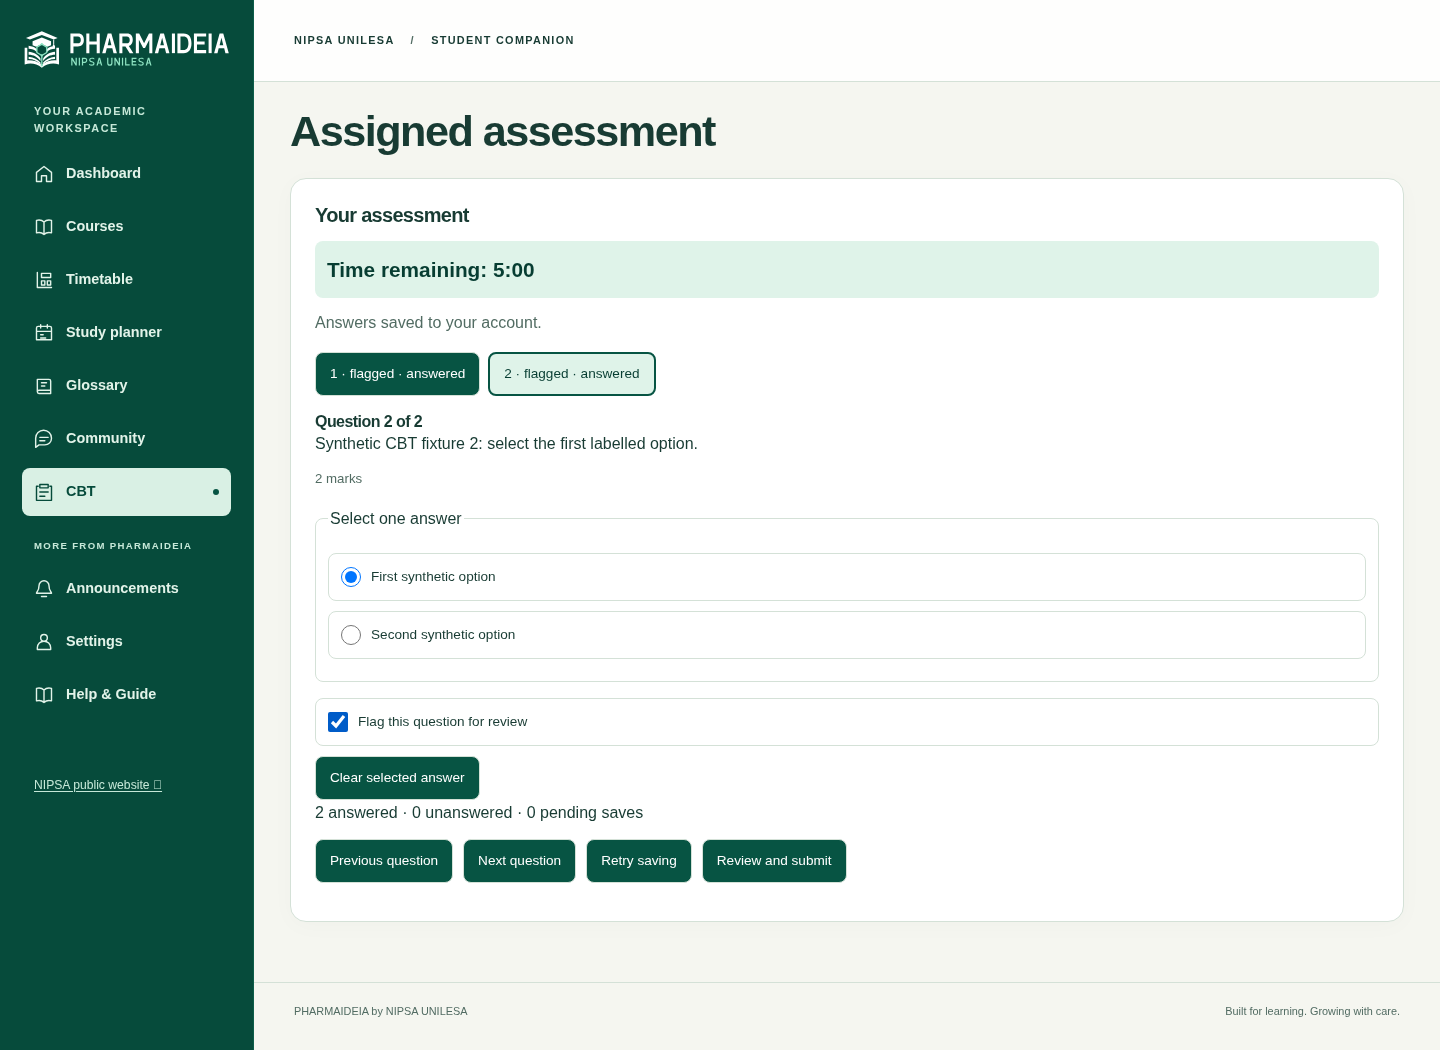 PHARMAIDEIA
NIPSA UNILESA
YOUR ACADEMIC
WORKSPACE
Dashboard
Courses
Timetable
Study planner
Glossary
Community
CBT
MORE FROM PHARMAIDEIA
Announcements
Settings
Help & Guide
NIPSA public website
NIPSA UNILESA / STUDENT COMPANION
Assigned assessment
Your assessment
Time remaining: 5:00
Answers saved to your account.
1 · flagged · answered
2 · flagged · answered
Question 2 of 2
Synthetic CBT fixture 2: select the first labelled option.
2 marks
Select one answer
First synthetic option
Second synthetic option
Flag this question for review
Clear selected answer
2 answered · 0 unanswered · 0 pending saves
Previous question
Next question
Retry saving
Review and submit
PHARMAIDEIA by NIPSA UNILESA
Built for learning. Growing with care.